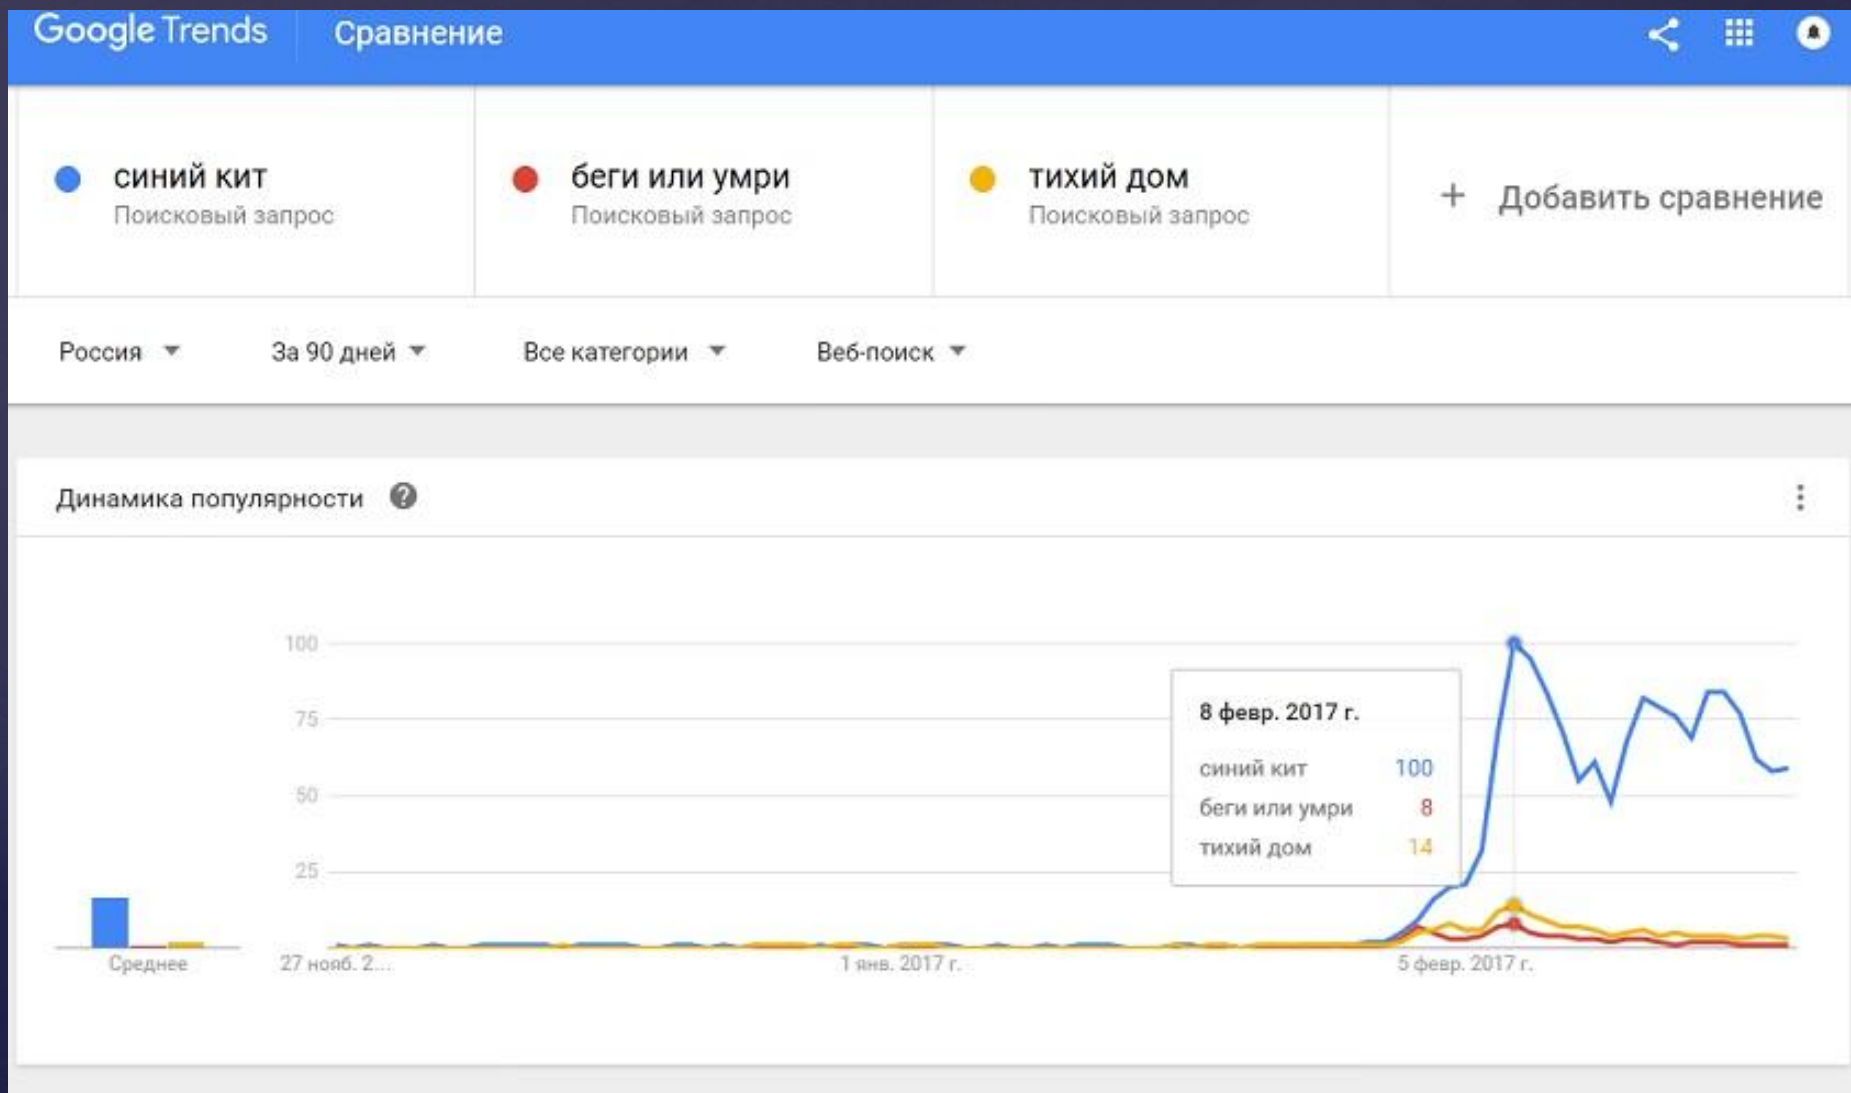 Google Trends Сравнение
синий кит
Поисковый запрос
беги или умри
Поисковый запрос
тихий дом
Поисковый запрос
+ Добавить сравнение
Россия За 90 дней Все категории Веб-поиск
Динамика популярности ?
100
75
50
25
8 февр. 2017 г.
синий кит 100
беги или умри 8
тихий дом 14
Среднее 27 нояб. 2... 1 янв. 2017 г. 5 февр. 2017 г.